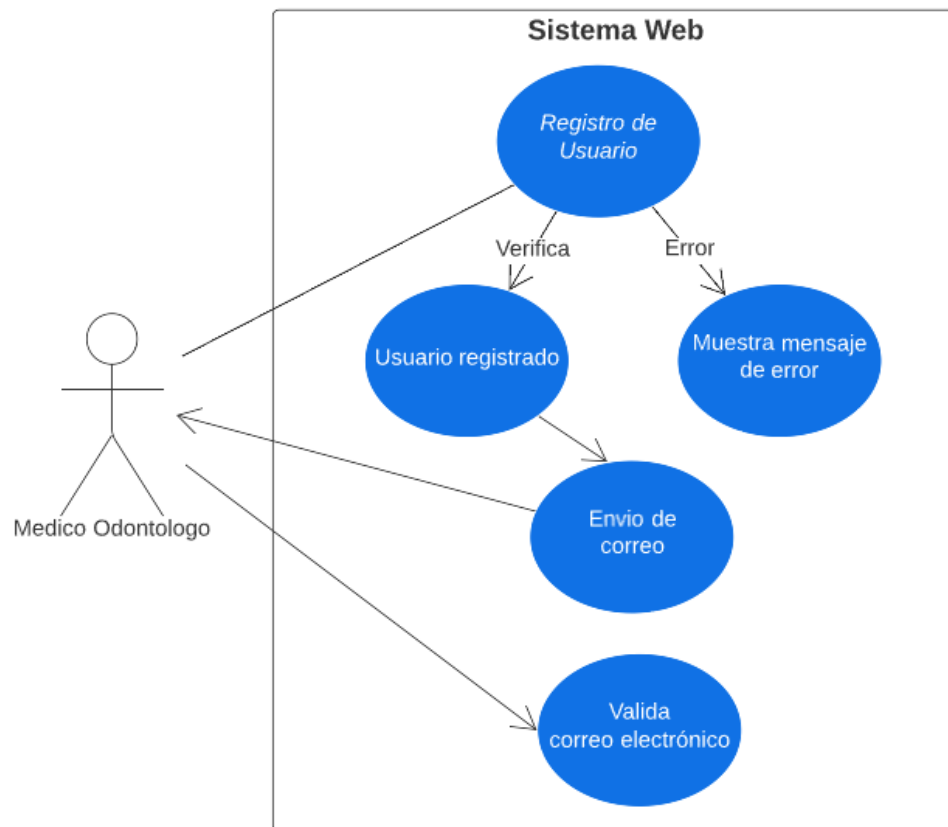 Sistema Web
Registro de
Usuario
Verifica
Error
Usuario registrado
Muestra mensaje
de error
Medico Odontologo
Envio de
correo
Valida
correo electrónico